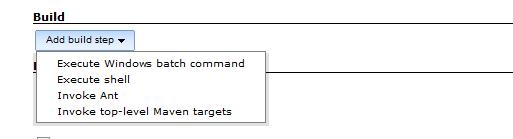 Build
Add build step
Execute Windows batch command
Execute shell
Invoke Ant
Invoke top-level Maven targets